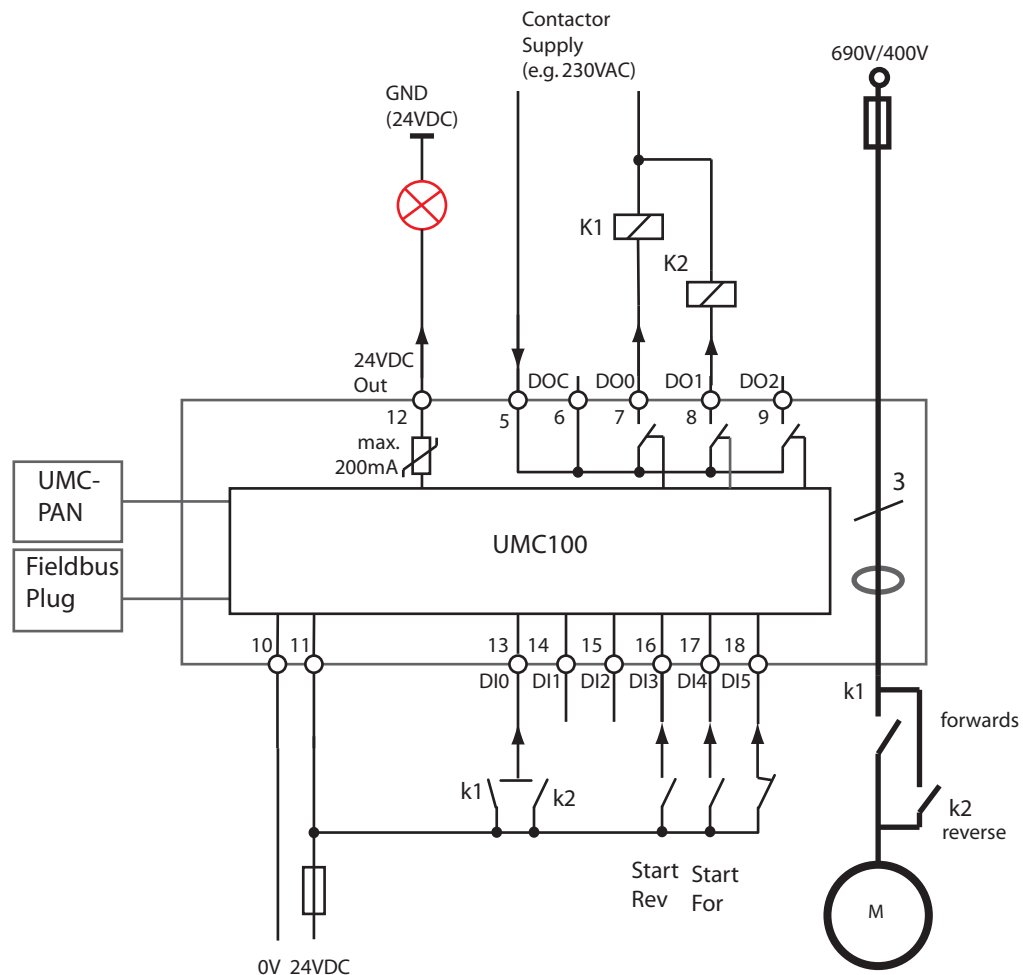 Contactor
Supply
(e.g. 230VAC)
690V/400V
GND
(24VDC)
K1
K2
24VDC
Out
DOC
DO0
DO1
DO2
12
5
6
7
8
9
max.
200mA
UMC-
PAN
3
UMC100
Fieldbus
Plug
10
11
13
14
15
16
17
18
DI0
DI1
DI2
DI3
DI4
DI5
k1
forwards
k1
k2
k2
reverse
Start
Rev
Start
For
M
0V
24VDC